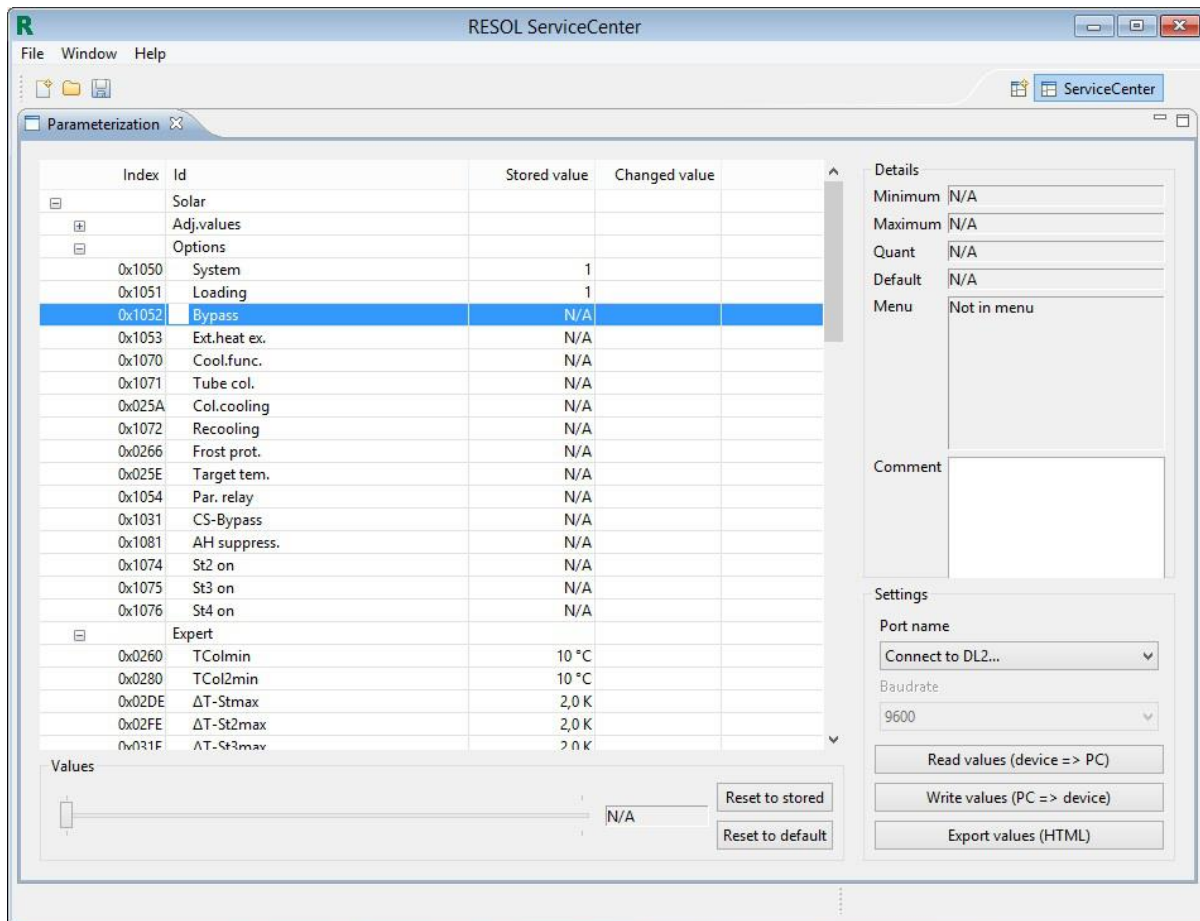 R RESOL ServiceCenter
File Window Help
ServiceCenter
Parameterization
Index Id Stored value Changed value
Solar
Adj.values
Options
0x1050 System 1
0x1051 Loading 1
0x1052 Bypass N/A
0x1053 Ext.heat ex. N/A
0x1070 Cool.func. N/A
0x1071 Tube col. N/A
0x025A Col.cooling N/A
0x1072 Recooling N/A
0x0266 Frost prot. N/A
0x025E Target tem. N/A
0x1054 Par. relay N/A
0x1031 CS-Bypass N/A
0x1081 AH suppress. N/A
0x1074 St2 on N/A
0x1075 St3 on N/A
0x1076 St4 on N/A
Expert
0x0260 TColmin 10 °C
0x0280 TCol2min 10 °C
0x02DE ΔT-Stmax 2,0 K
0x02FE ΔT-St2max 2,0 K
0x031E ΔT-St3max 2,0 K
Values
N/A
Reset to stored
Reset to default
Details
Minimum N/A
Maximum N/A
Quant N/A
Default N/A
Menu Not in menu
Comment
Settings
Port name
Connect to DL2...
Baudrate
9600
Read values (device => PC)
Write values (PC => device)
Export values (HTML)